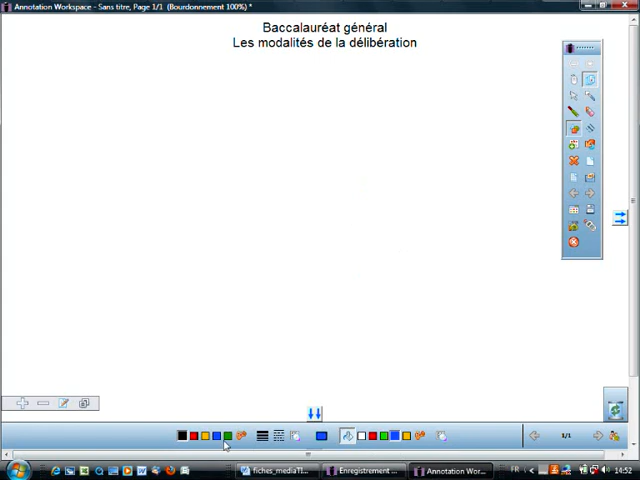 Annotation Workspace - Sans titre, Page 1/1 (Bourdonnement 100%) *
Baccalauréat général
Les modalités de la délibération
1/1
fiches_mediaTI...
Enregistrement ...
Annotation Wor...
FR
14:52